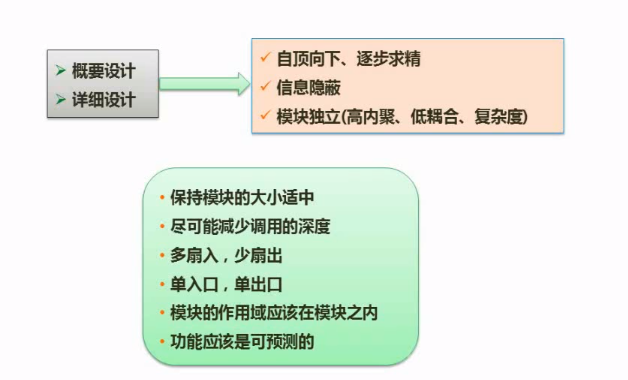 概要设计
详细设计
自顶向下、逐步求精
信息隐蔽
模块独立(高内聚、低耦合、复杂度)
保持模块的大小适中
尽可能减少调用的深度
多扇入，少扇出
单入口，单出口
模块的作用域应该在模块之内
功能应该是可预测的